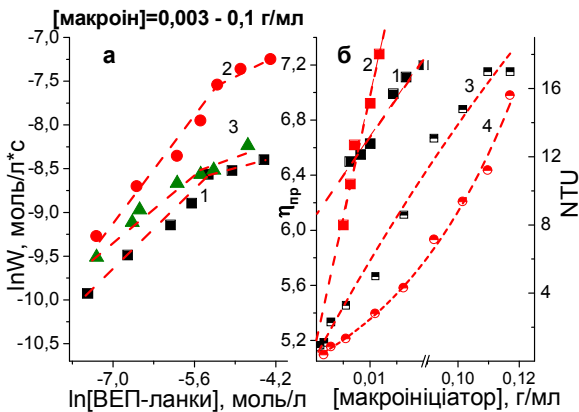 [макроін]=0,003 - 0,1 г/мл
а
б
-7,0
-7,5
-8,0
-8,5
-9,0
-9,5
-10,0
-10,5
lnW, моль/л*с
2
3
1
-7,0 -5,6 -4,2
ln[ВЕП-ланки], моль/л
7,2
6,8
6,4
6,0
5,6
5,2
ηпр
2
1
3
4
16
12
8
4
NTU
0,01 0,10 0,12
[макроініціатор], г/мл